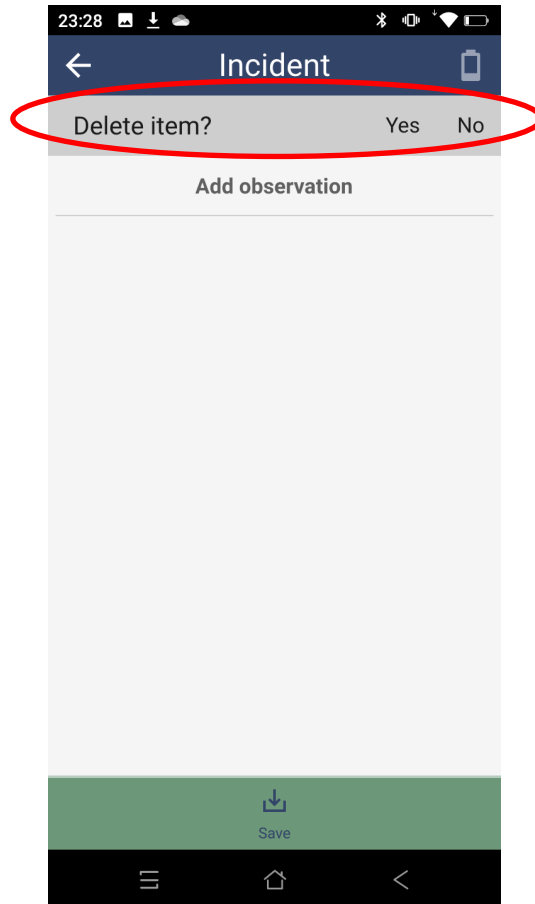 23:28
Incident
Delete item? Yes No
Add observation
Save